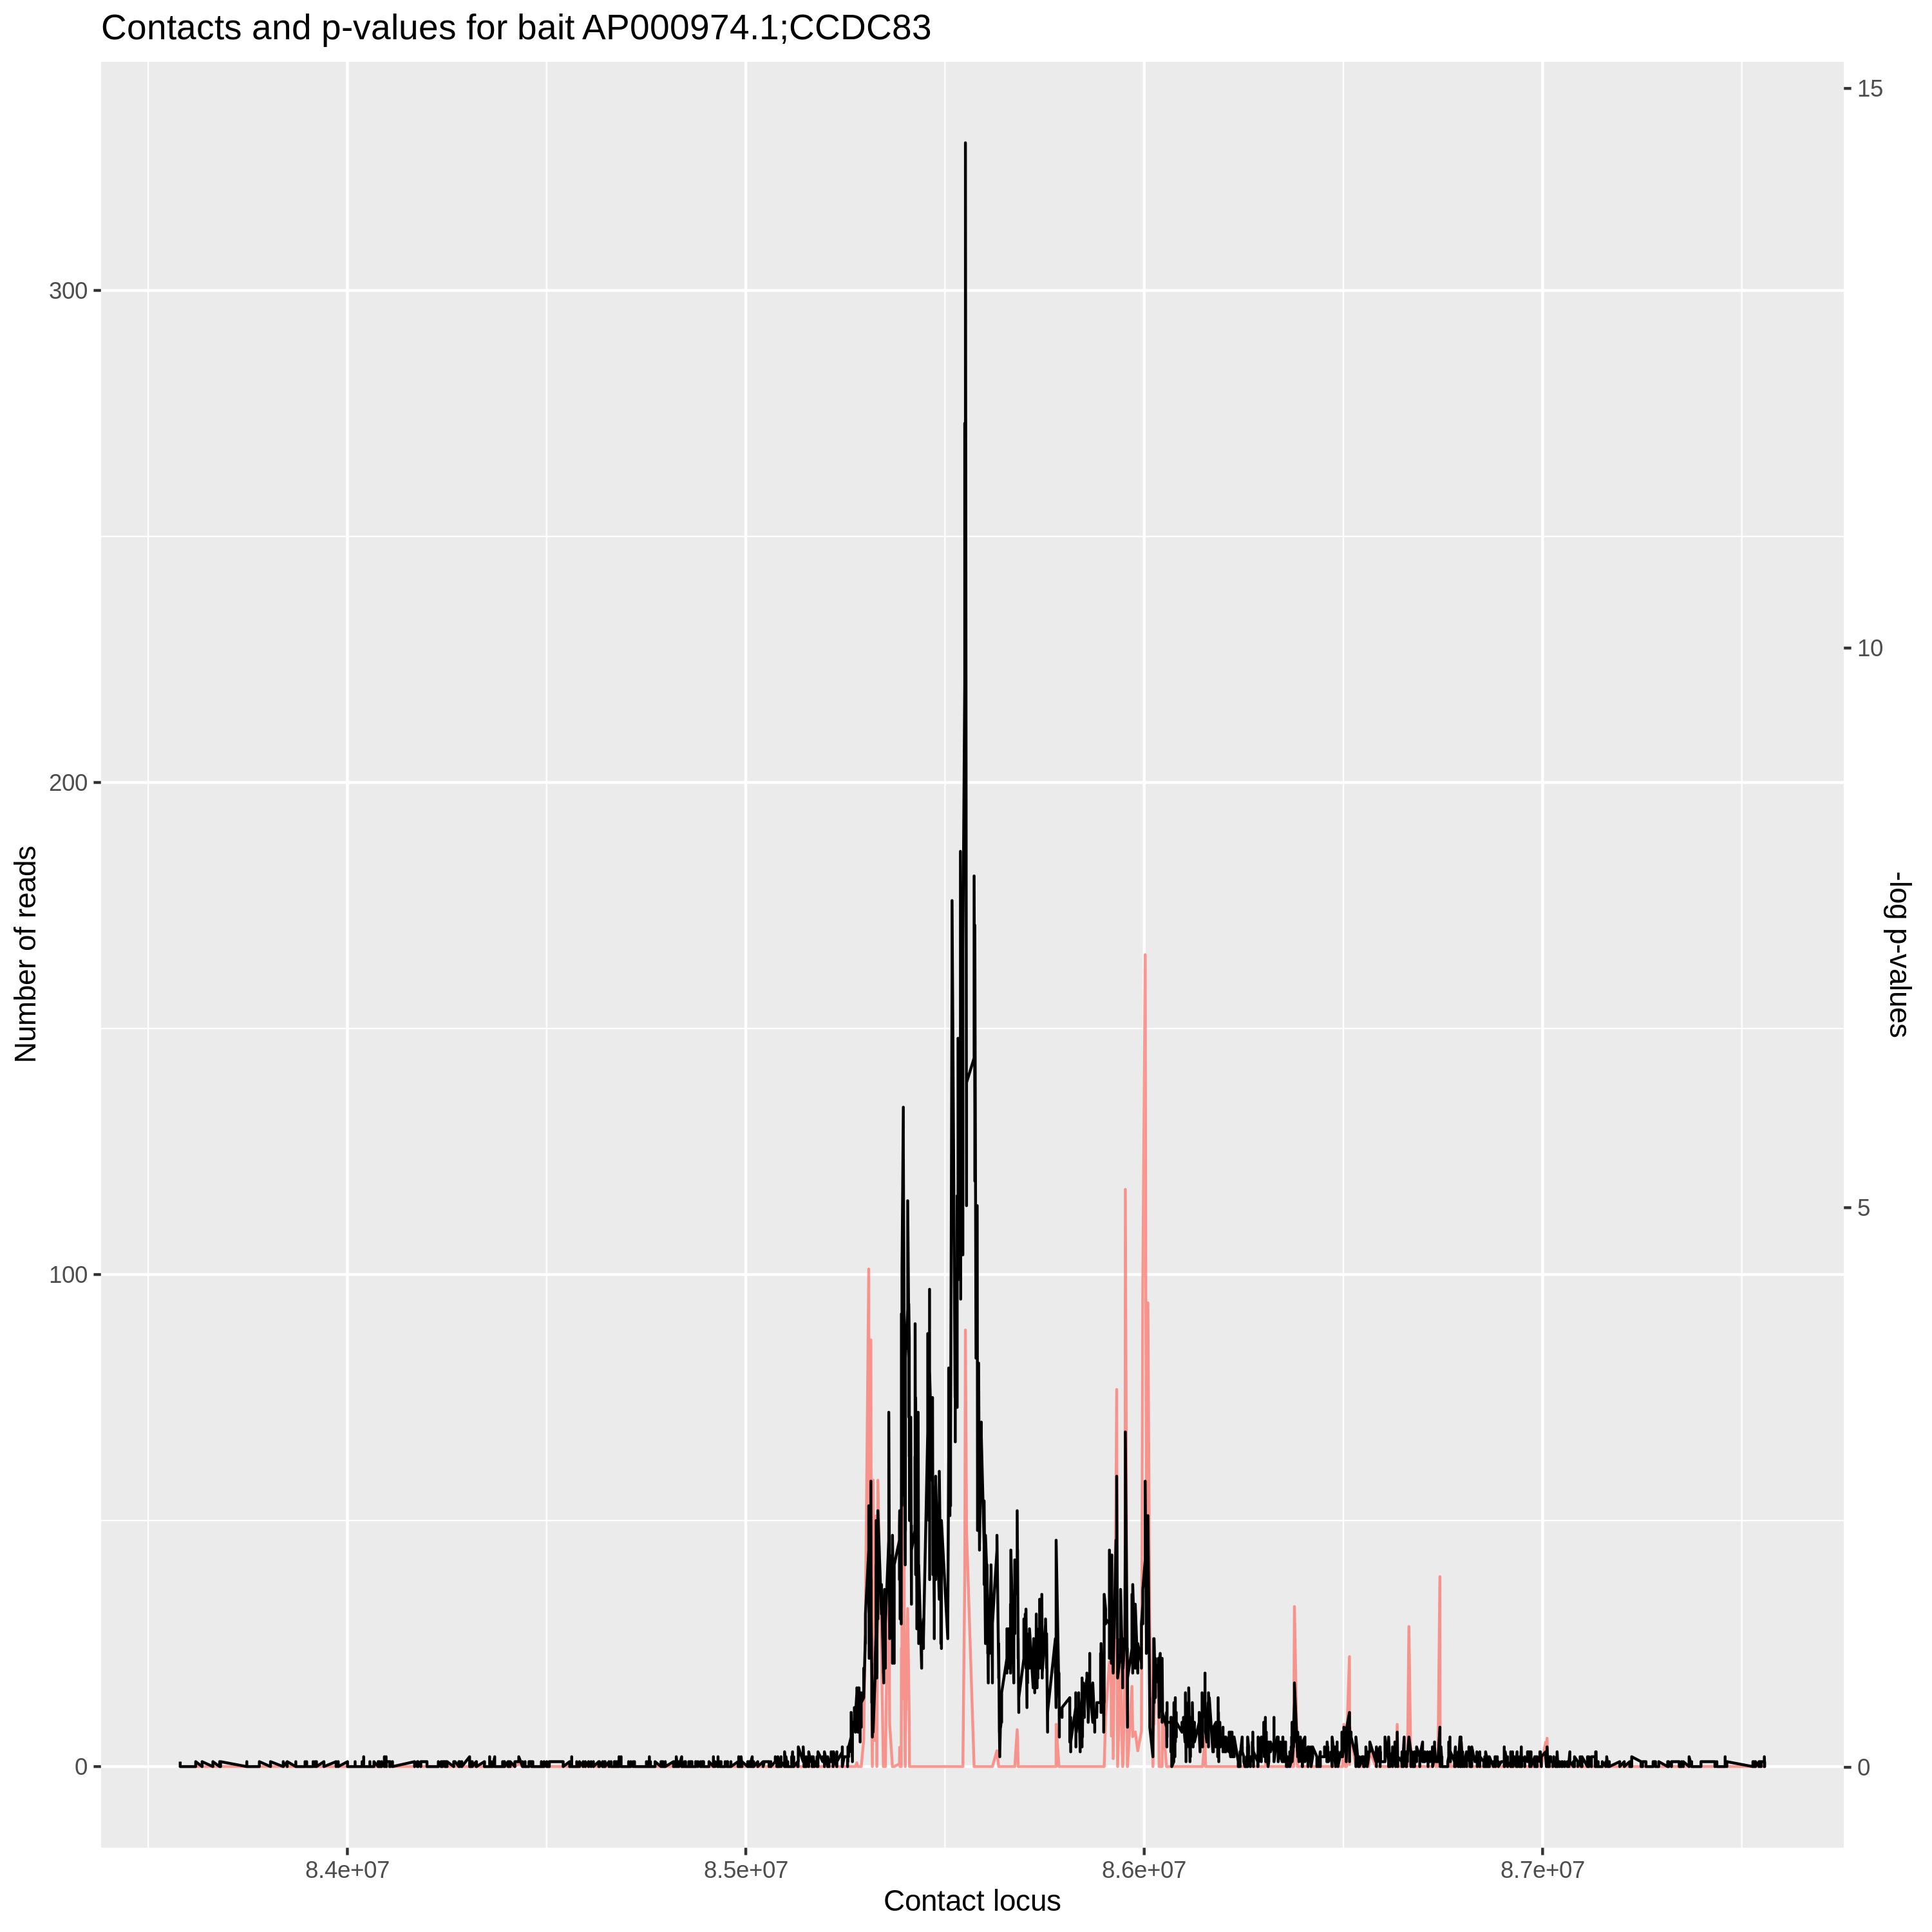 Contacts and p-values for bait AP000974.1;CCDC83
15
300
10
200
Number of reads
-log p-values
5
100
0
0
8.4e+07
8.5e+07
8.6e+07
8.7e+07
Contact locus